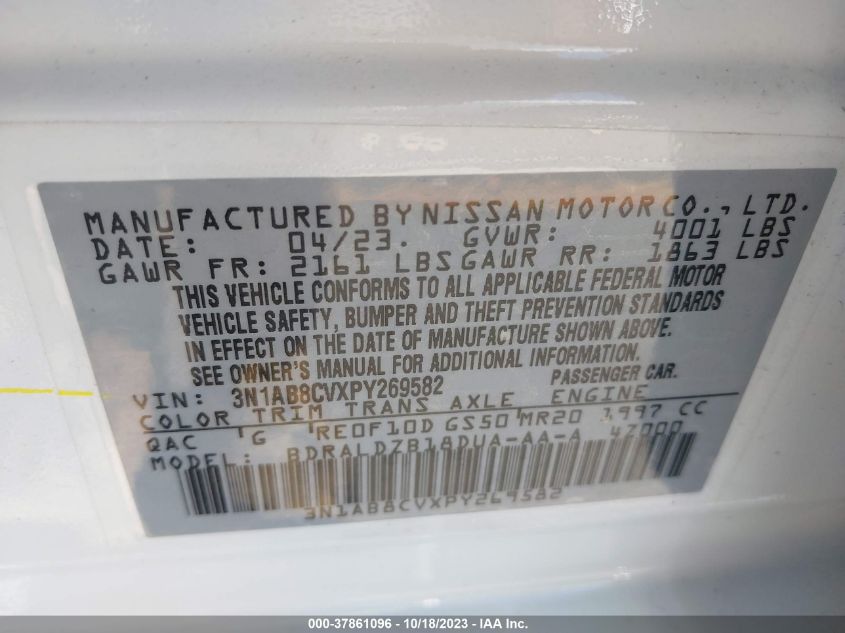 MANUFACTURED BY NISSAN MOTOR CO., LTD.
DATE: 04/23. GVWR: 4001 LBS
GAWR FR: 2161 LBS GAWR RR: 1863 LBS
THIS VEHICLE CONFORMS TO ALL APPLICABLE FEDERAL MOTOR
VEHICLE SAFETY, BUMPER AND THEFT PREVENTION STANDARDS
IN EFFECT ON THE DATE OF MANUFACTURE SHOWN ABOVE.
SEE OWNER'S MANUAL FOR ADDITIONAL INFORMATION.
VIN: 3N1AB8CVXPY269582 PASSENGER CAR.
COLOR TRIM TRANS AXLE ENGINE
QAC G RE0F10D GS50 MR20 1997 CC
MODEL: BDRALDZB18DUA-AA-A 47000
3N1AB8CVXPY269582
000-37861096 - 10/18/2023 - IAA Inc.